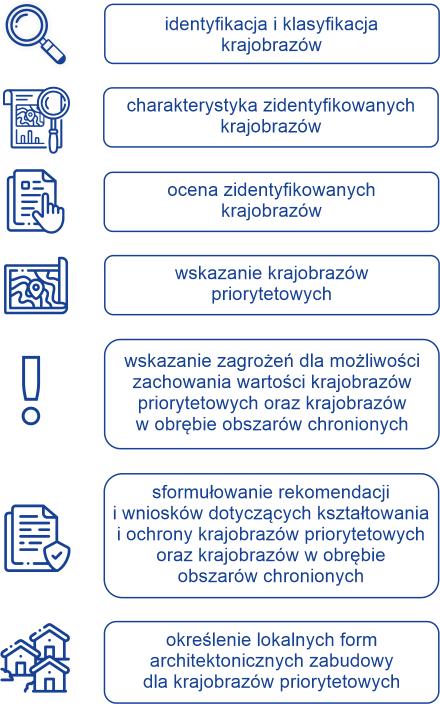 identyfikacja i klasyfikacja
krajobrazów
charakterystyka zidentyfikowanych
krajobrazów
ocena zidentyfikowanych
krajobrazów
wskazanie krajobrazów
priorytetowych
wskazanie zagrożeń dla możliwości
zachowania wartości krajobrazów
priorytetowych oraz krajobrazów
w obrębie obszarów chronionych
sformułowanie rekomendacji
i wniosków dotyczących kształtowania
i ochrony krajobrazów priorytetowych
oraz krajobrazów w obrębie
obszarów chronionych
określenie lokalnych form
architektonicznych zabudowy
dla krajobrazów priorytetowych